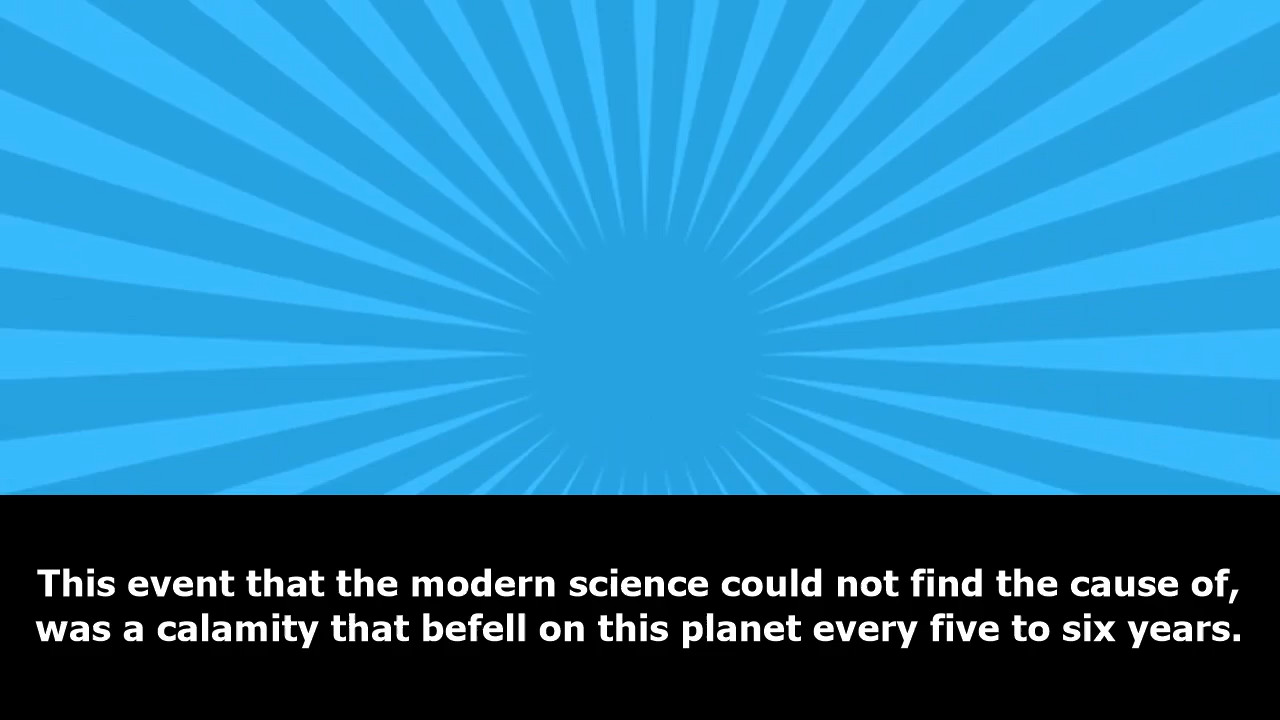 This event that the modern science could not find the cause of,
was a calamity that befell on this planet every five to six years.